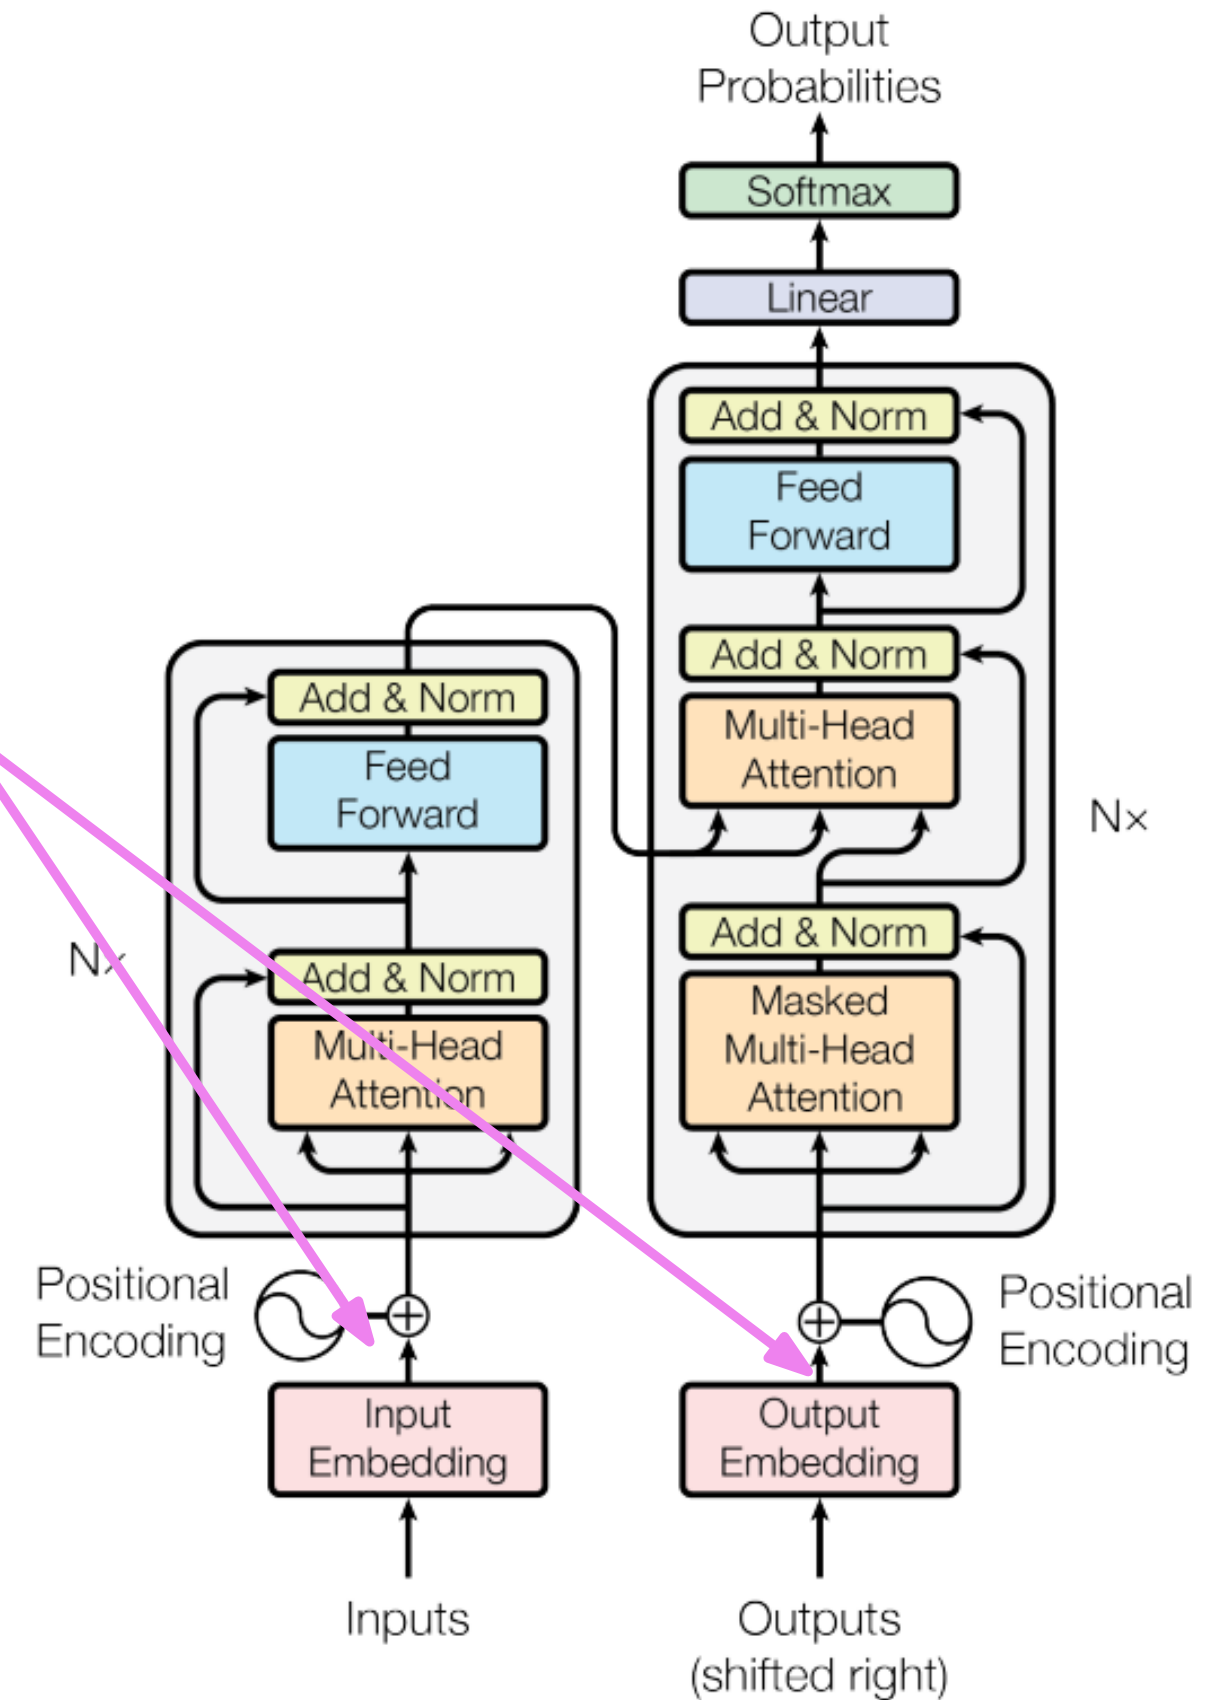 Output
Probabilities
Softmax
Linear
Add & Norm
Feed
Forward
Add & Norm
Multi-Head
Attention
Nx
Add & Norm
Masked
Multi-Head
Attention
Positional
Encoding
Output
Embedding
Outputs
(shifted right)
Add & Norm
Feed
Forward
N×
Add & Norm
Multi-Head
Attention
Positional
Encoding
Input
Embedding
Inputs